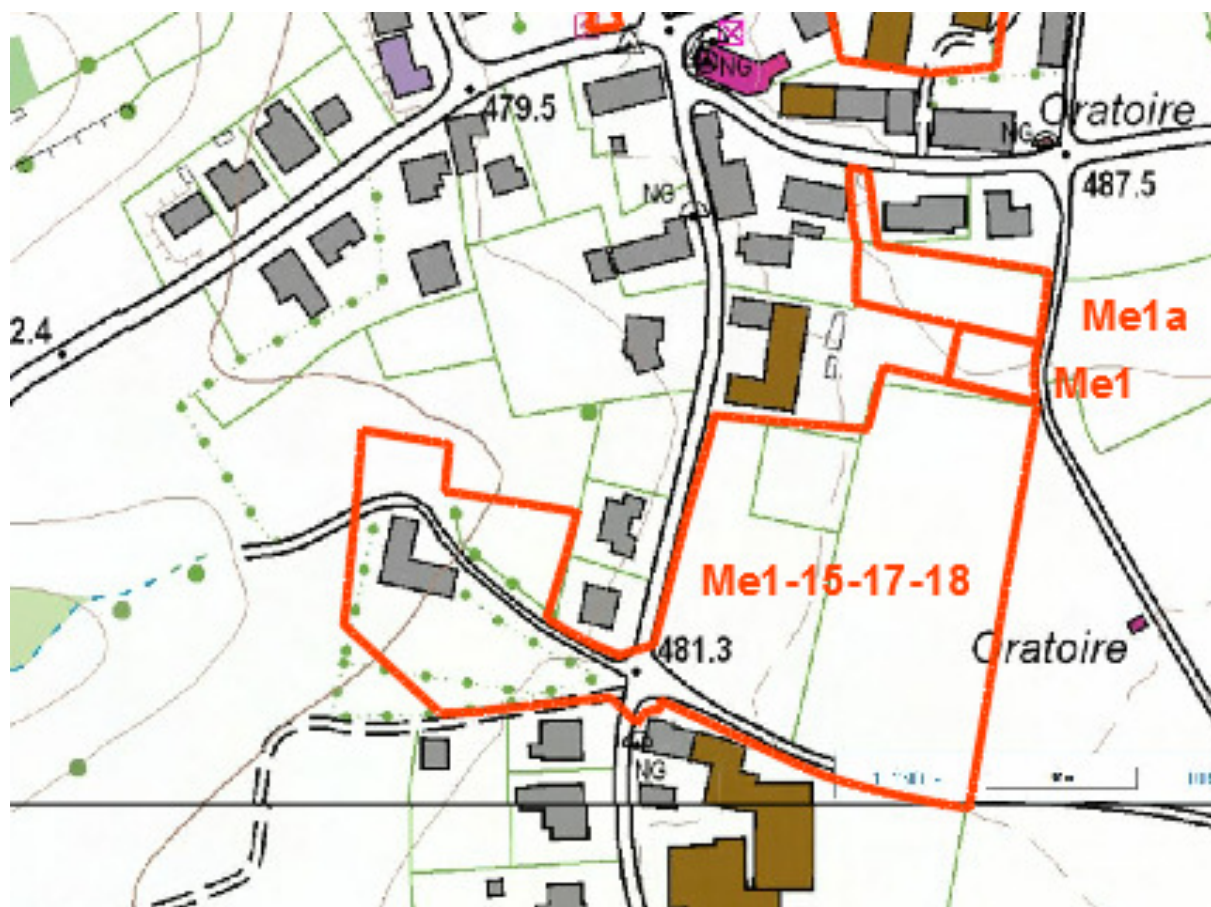 NG
479.5
Oratoire
NG
487.5
NG
2.4
Me1a
Me1
Me1-15-17-18
481.3
Oratoire
NG